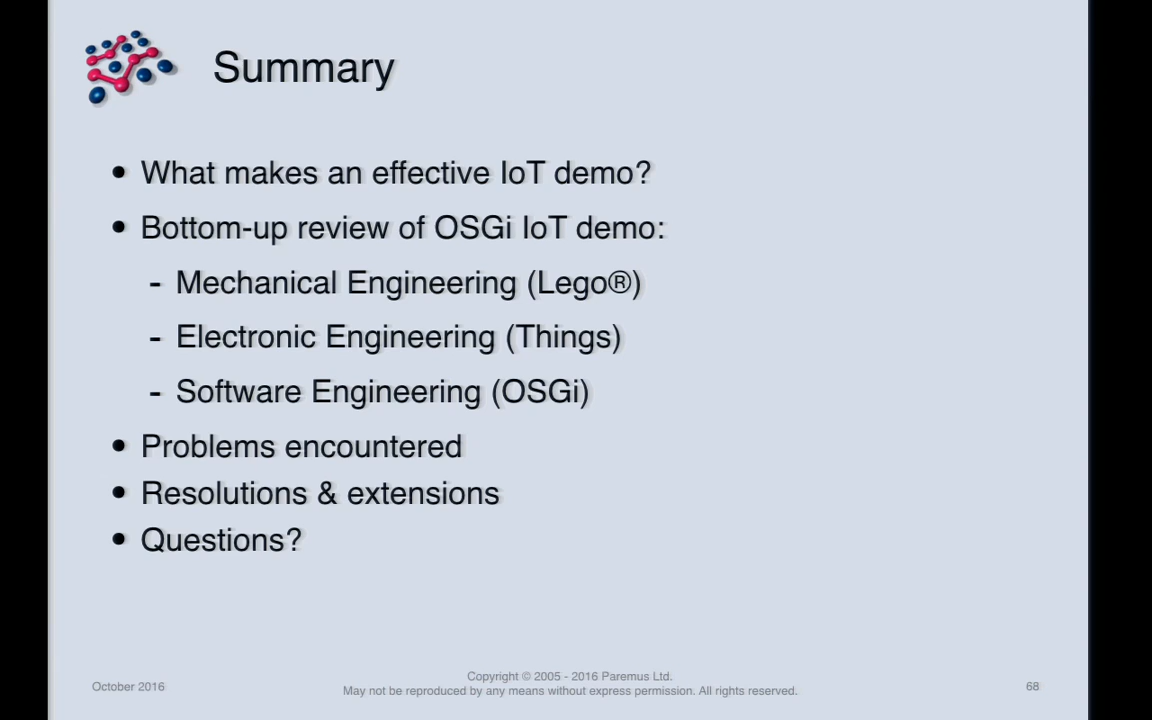 Summary
• What makes an effective IoT demo?
• Bottom-up review of OSGi IoT demo:
- Mechanical Engineering (Lego®)
- Electronic Engineering (Things)
- Software Engineering (OSGi)
• Problems encountered
• Resolutions & extensions
• Questions?
October 2016
Copyright © 2005 - 2016 Paremus Ltd.
May not be reproduced by any means without express permission. All rights reserved.
68